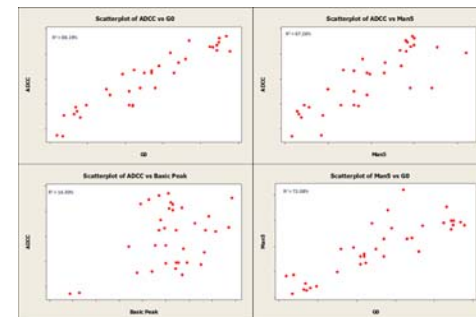 Scatterplot of ADCC vs G0
ADCC
G0
Scatterplot of ADCC vs Man5
ADCC
Man5
Scatterplot of ADCC vs Basic Peak
ADCC
Basic Peak
Scatterplot of Man5 vs G0
Man5
G0